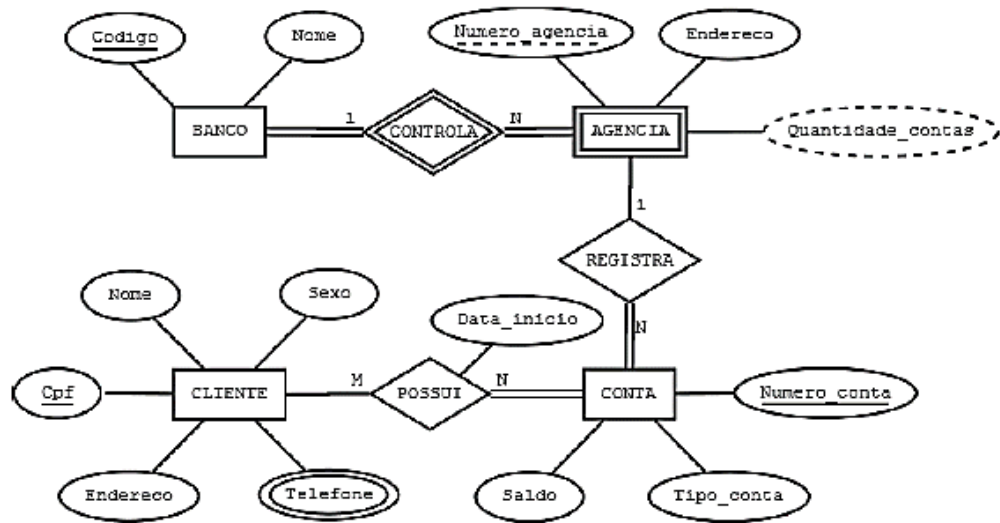 Codigo
Nome
Numero_agencia
Endereco
BANCO
1
CONTROLA
N
AGENCIA
Quantidade_contas
1
REGISTRA
N
Nome
Sexo
Data_inicio
Cpf
CLIENTE
M
POSSUI
N
CONTA
Numero_conta
Endereco
Telefone
Saldo
Tipo_conta